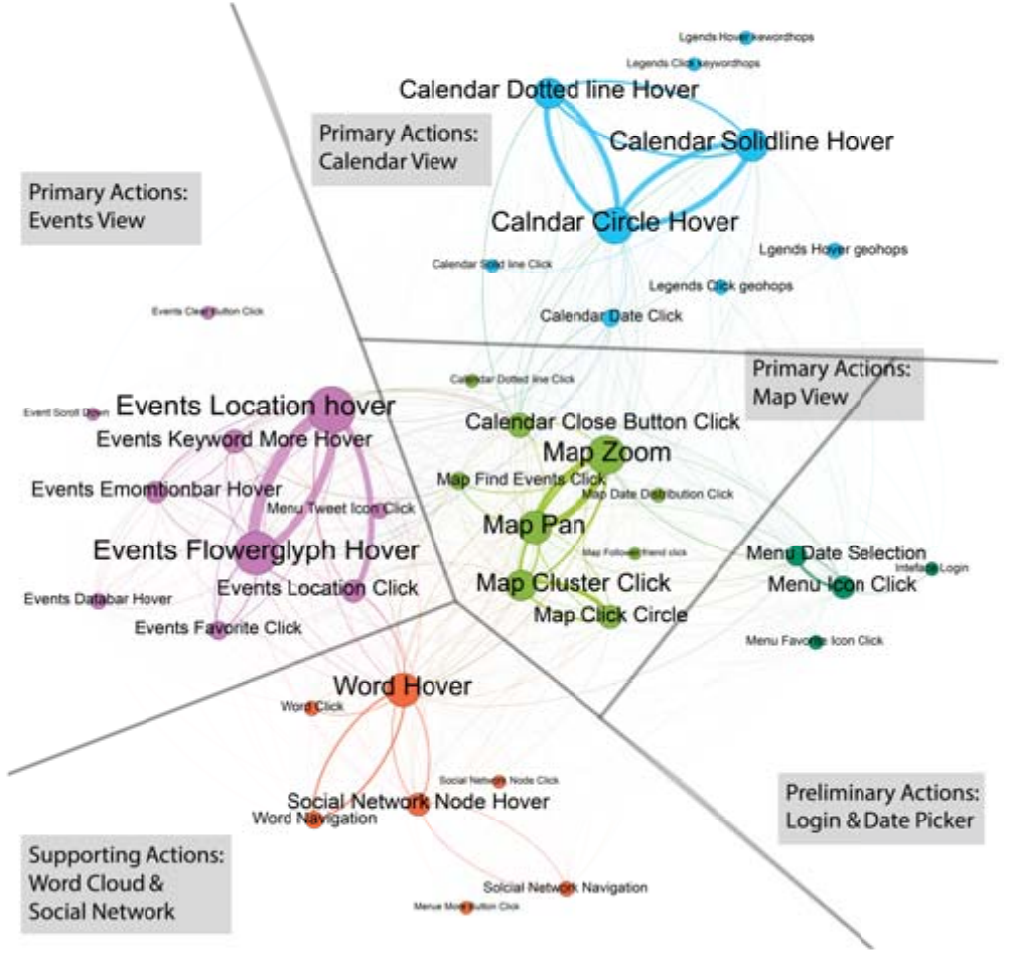 Lgends Hover kewordhops
Legends Click keywordhops
Calendar Dotted line Hover
Primary Actions:
Calendar View
Calendar Solidline Hover
Primary Actions:
Events View
Calndar Circle Hover
Lgends Hover geohops
Calendar Solid line Click
Legends Click geohops
Events Clear Button Click
Calendar Date Click
Primary Actions:
Map View
Calendar Dotted line Click
Events Location hover
Event Scroll Down
Calendar Close Button Click
Events Keyword More Hover
Map Zoom
Map Find Events Click
Events Emomtionbar Hover
Map Date Distribution Click
Menu Tweet Icon Click
Map Pan
Events Flowerglyph Hover
Map Follower friend click
Menu Date Selection
Inteface Login
Map Cluster Click
Menu Icon Click
Events Location Click
Events Databar Hover
Map Click Circle
Events Favorite Click
Menu Favorite Icon Click
Word Hover
Word Click
Social Network Node Click
Social Network Node Hover
Word Navigation
Preliminary Actions:
Login & Date Picker
Supporting Actions:
Word Cloud &
Social Network
Solcial Network Navigation
Menue More Button Click